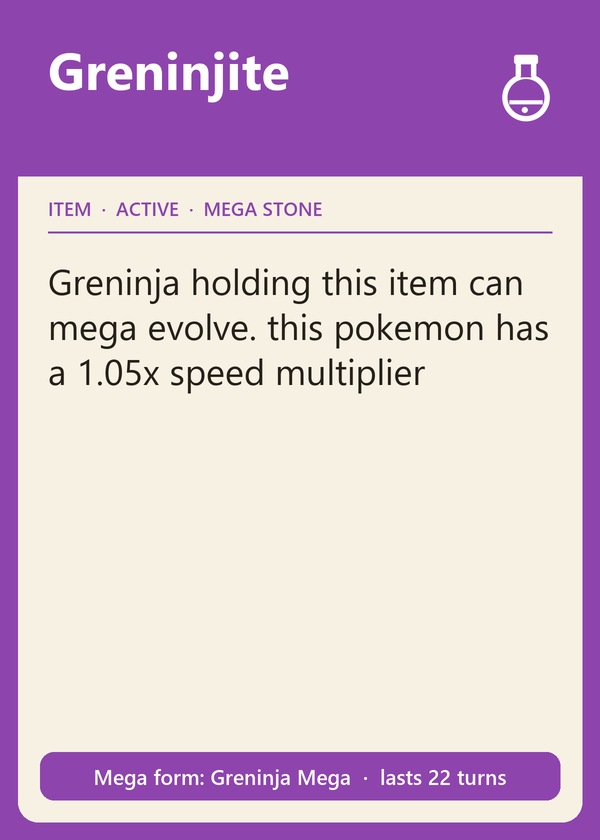 Greninjite
ITEM · ACTIVE · MEGA STONE
Greninja holding this item can
mega evolve. this pokemon has
a 1.05x speed multiplier
Mega form: Greninja Mega · lasts 22 turns